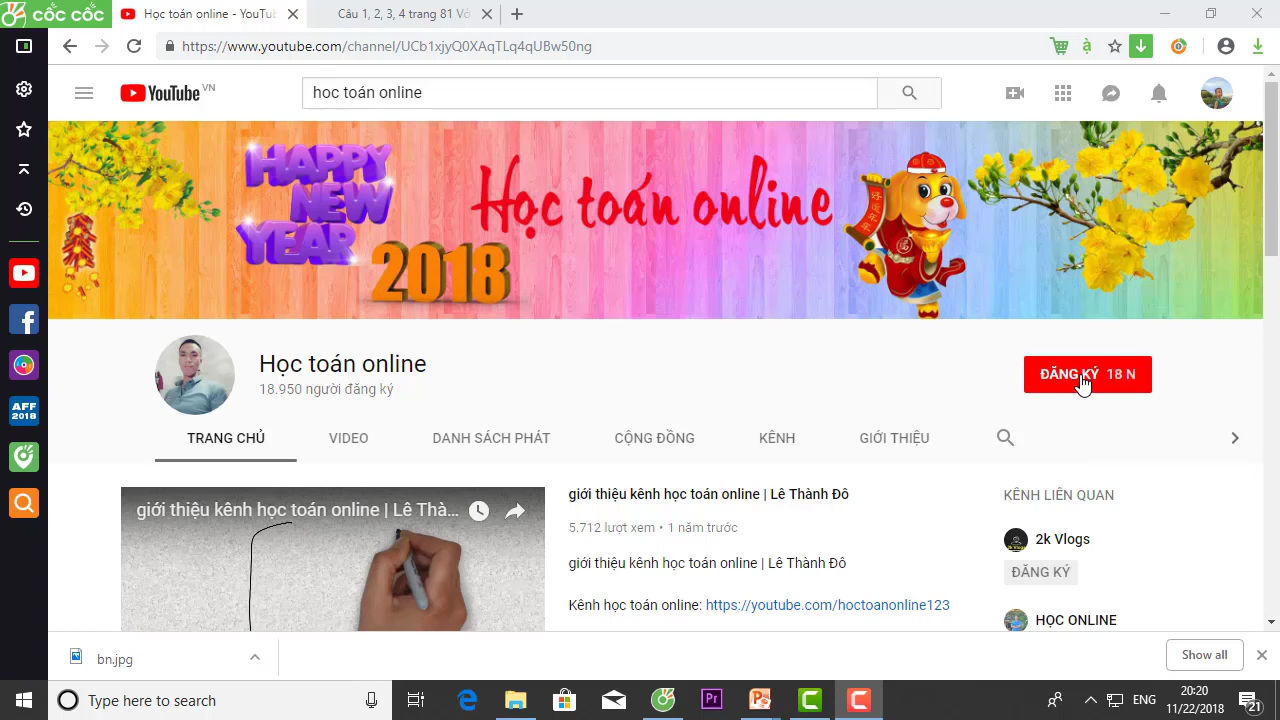 cốc cốc
Học toán online - YouTu
Câu 1, 2, 3, 4 trang 81 Vở
https://www.youtube.com/channel/UCb1xjyQ0XAqTLq4qUBw50ng
à
YouTube VN
hoc toán online
HAPPY
NEW
YEAR
2018
Học toán online
Học toán online
18.950 người đăng ký
ĐĂNG KÝ 18 N
TRANG CHỦ
VIDEO
DANH SÁCH PHÁT
CỘNG ĐỒNG
KÊNH
GIỚI THIỆU
AFF
2018
giới thiệu kênh học toán online | Lê Thà...
giới thiệu kênh học toán online | Lê Thành Đô
5.712 lượt xem • 1 năm trước
giới thiệu kênh học toán online | Lê Thành Đô
Kênh học toán online: https://youtube.com/hoctoanonline123
KÊNH LIÊN QUAN
2k Vlogs
ĐĂNG KÝ
HỌC ONLINE
bn.jpg
Show all
Type here to search
Pr
ENG
20:20
11/22/2018
21